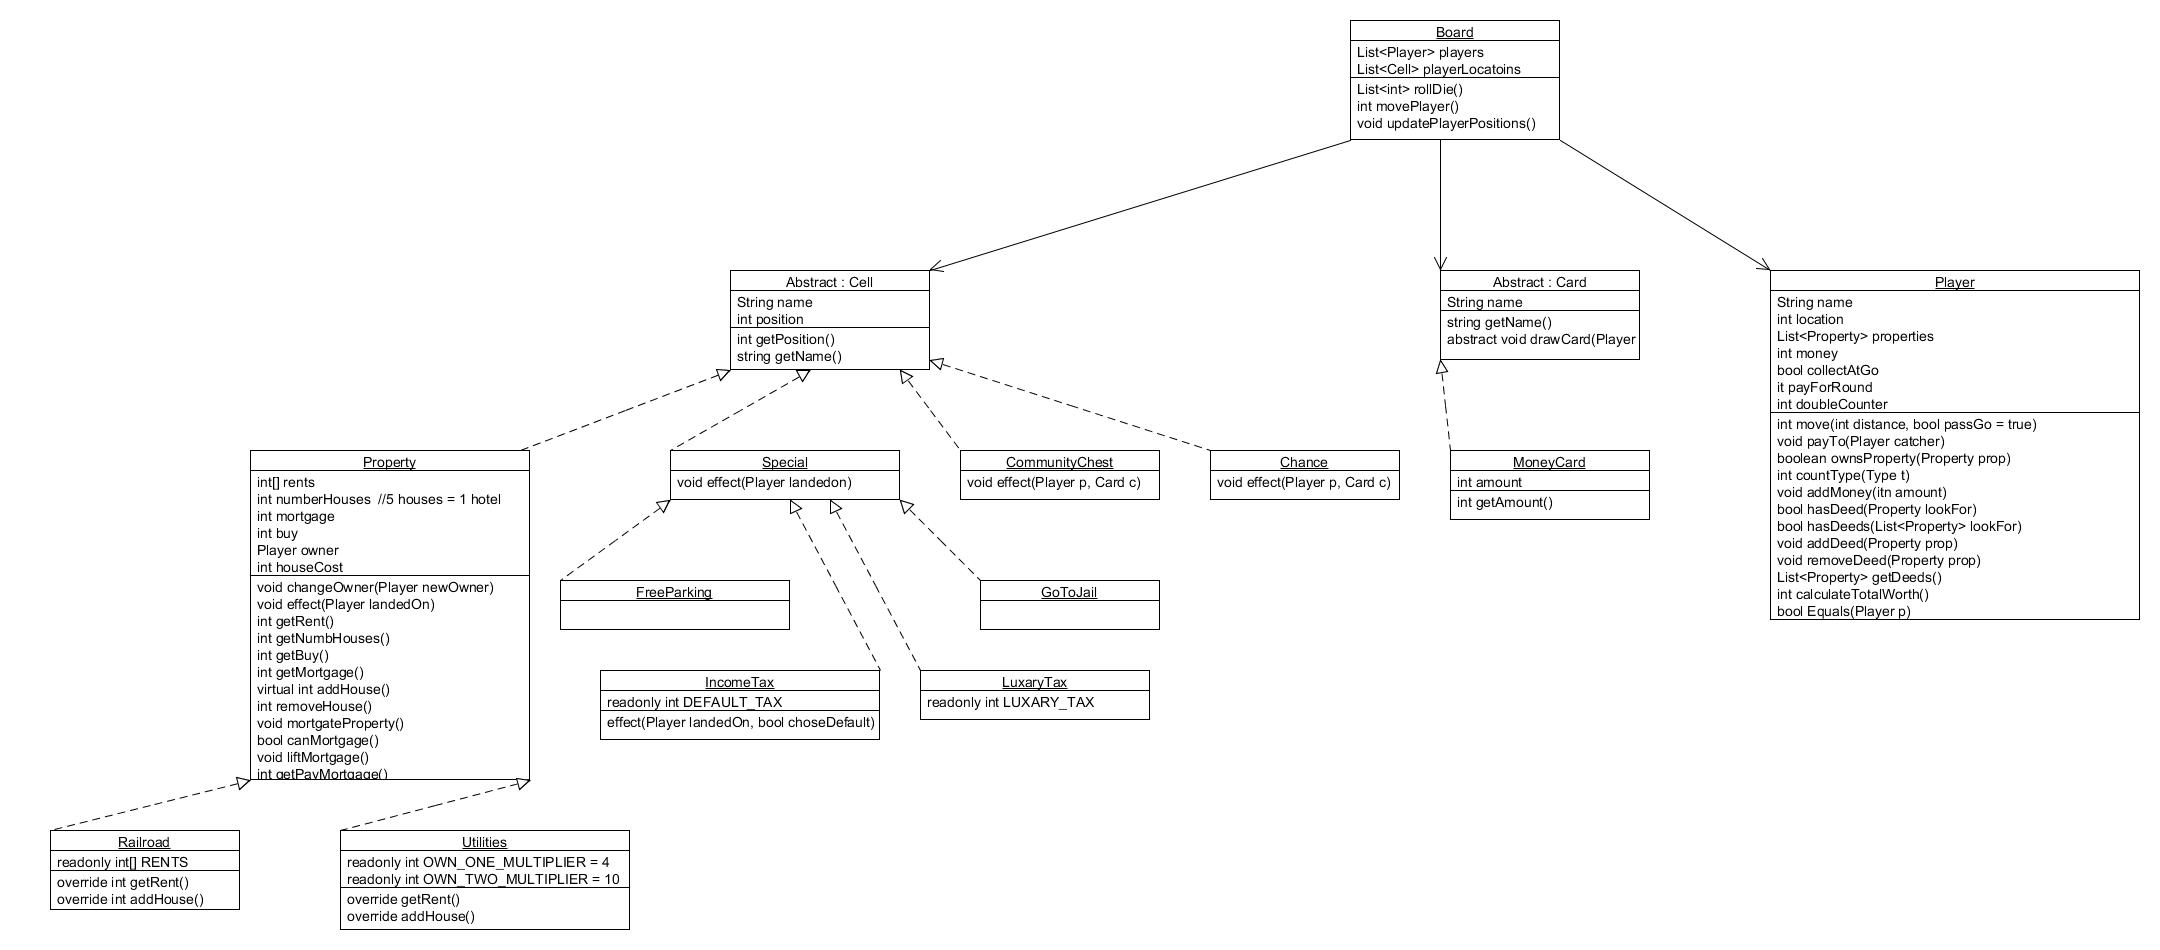 Board
List<Player> players
List<Cell> playerLocatoins
List<int> rollDie()
int movePlayer()
void updatePlayerPositions()
Abstract : Cell
String name
int position
int getPosition()
string getName()
Abstract : Card
String name
string getName()
abstract void drawCard(Player
Player
String name
int location
List<Property> properties
int money
bool collectAtGo
it payForRound
int doubleCounter
int move(int distance, bool passGo = true)
void payTo(Player catcher)
boolean ownsProperty(Property prop)
int countType(Type t)
void addMoney(itn amount)
bool hasDeed(Property lookFor)
bool hasDeeds(List<Property> lookFor)
void addDeed(Property prop)
void removeDeed(Property prop)
List<Property> getDeeds()
int calculateTotalWorth()
bool Equals(Player p)
Property
int[] rents
int numberHouses  //5 houses = 1 hotel
int mortgage
int buy
Player owner
int houseCost
void changeOwner(Player newOwner)
void effect(Player landedOn)
int getRent()
int getNumbHouses()
int getBuy()
int getMortgage()
virtual int addHouse()
int removeHouse()
void mortgateProperty()
bool canMortgage()
void liftMortgage()
int getPayMortgage()
Special
void effect(Player landedon)
CommunityChest
void effect(Player p, Card c)
Chance
void effect(Player p, Card c)
MoneyCard
int amount
int getAmount()
FreeParking
GoToJail
IncomeTax
readonly int DEFAULT_TAX
effect(Player landedOn, bool choseDefault)
LuxaryTax
readonly int LUXARY_TAX
Railroad
readonly int[] RENTS
override int getRent()
override int addHouse()
Utilities
readonly int OWN_ONE_MULTIPLIER = 4
readonly int OWN_TWO_MULTIPLIER = 10
override getRent()
override addHouse()